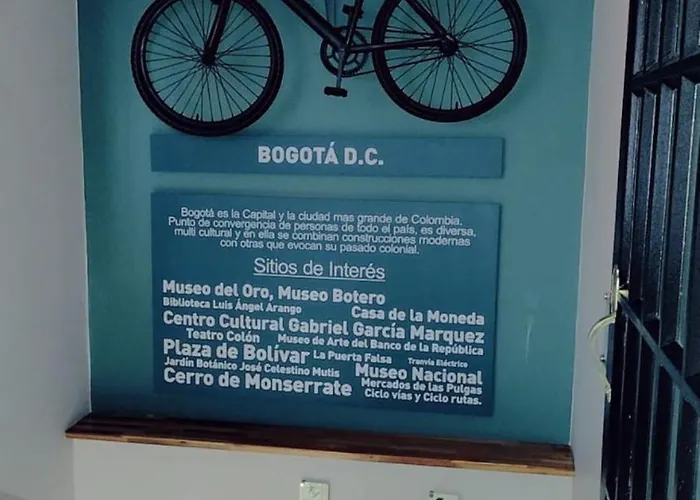 BOGOTÁ D.C.
Bogotá es la Capital y la ciudad mas grande de Colombia.
Punto de convergencia de personas de todo el país, es diversa,
multi cultural y en ella se combinan construcciones modernas
con otras que evocan su pasado colonial.
Sitios de Interés
Museo del Oro, Museo Botero
Biblioteca Luis Ángel Arango Casa de la Moneda
Centro Cultural Gabriel García Marquez
Teatro Colón Museo de Arte del Banco de la República
Plaza de Bolívar La Puerta Falsa Tranvía Eléctrico
Jardín Botánico José Celestino Mutis Museo Nacional
Cerro de Monserrate Mercados de las Pulgas
Ciclo vías y Ciclo rutas.